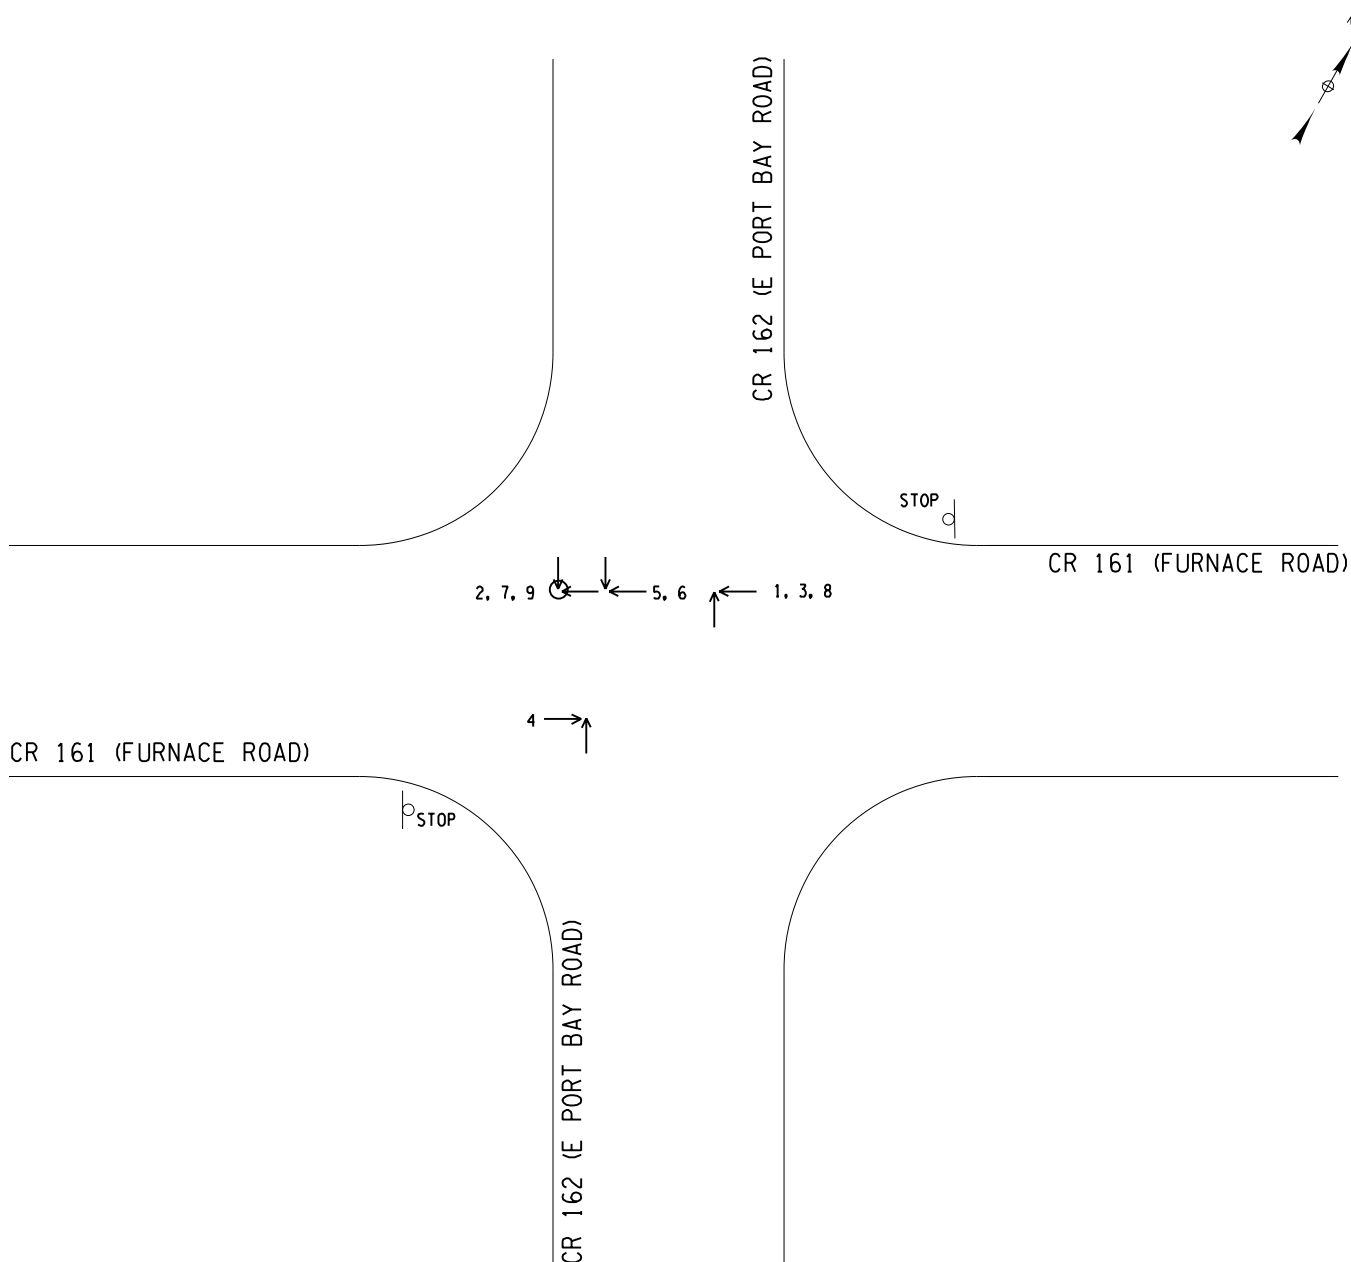 CR 162 (E PORT BAY ROAD)
STOP
CR 161 (FURNACE ROAD)
2, 7, 9
5, 6
1, 3, 8
4
CR 161 (FURNACE ROAD)
STOP
CR 162 (E PORT BAY ROAD)